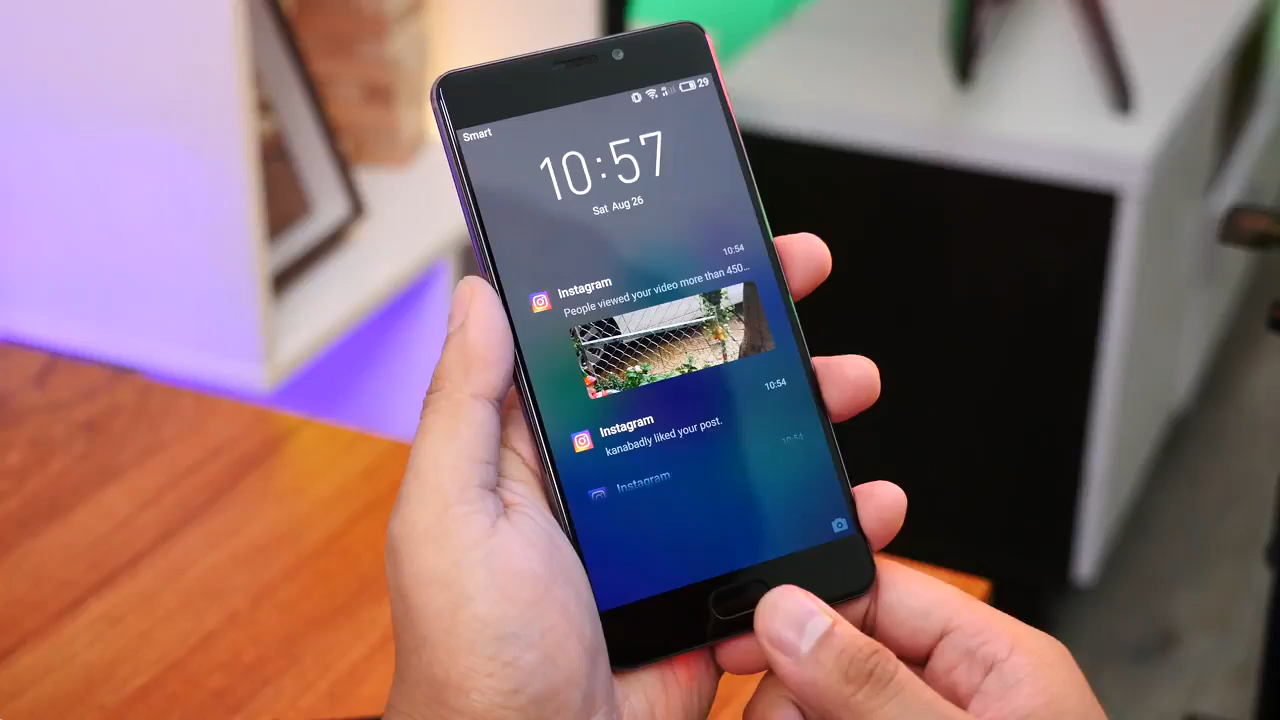 29
Smart
10:57
Sat, Aug 26
10:54
Instagram
People viewed your video more than 450...
10:54
Instagram
kanabadly liked your post.
10:54
Instagram